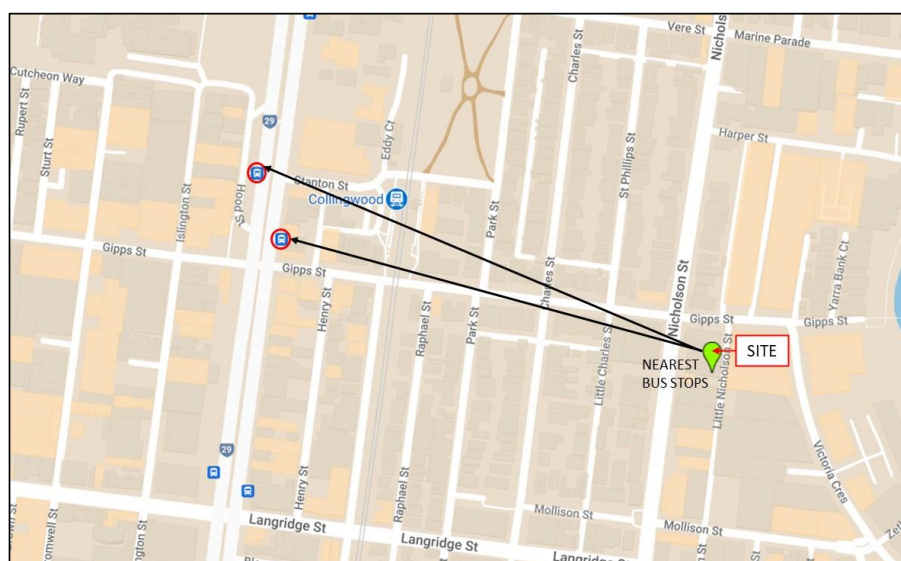 Vere St
Marine Parade
Nicholson
Cutcheon Way
Rupert St
Sturt St
29
Eddy Ct
Charles St
Harper St
St Phillips St
Stanton St
Collingwood
Hood St
Islington St
Park St
Gipps St
Gipps St
Henry St
Raphael St
Park St
Charles St
Nicholson St
Yarra Bank Ct
Gipps St
Gipps St
SITE
NEAREST
BUS STOPS
Little Charles St
Little Nicholson St
Victoria Cres
29
Henry St
Raphael St
Langridge St
Langridge St
Langridge St
Mollison St
Mollison St